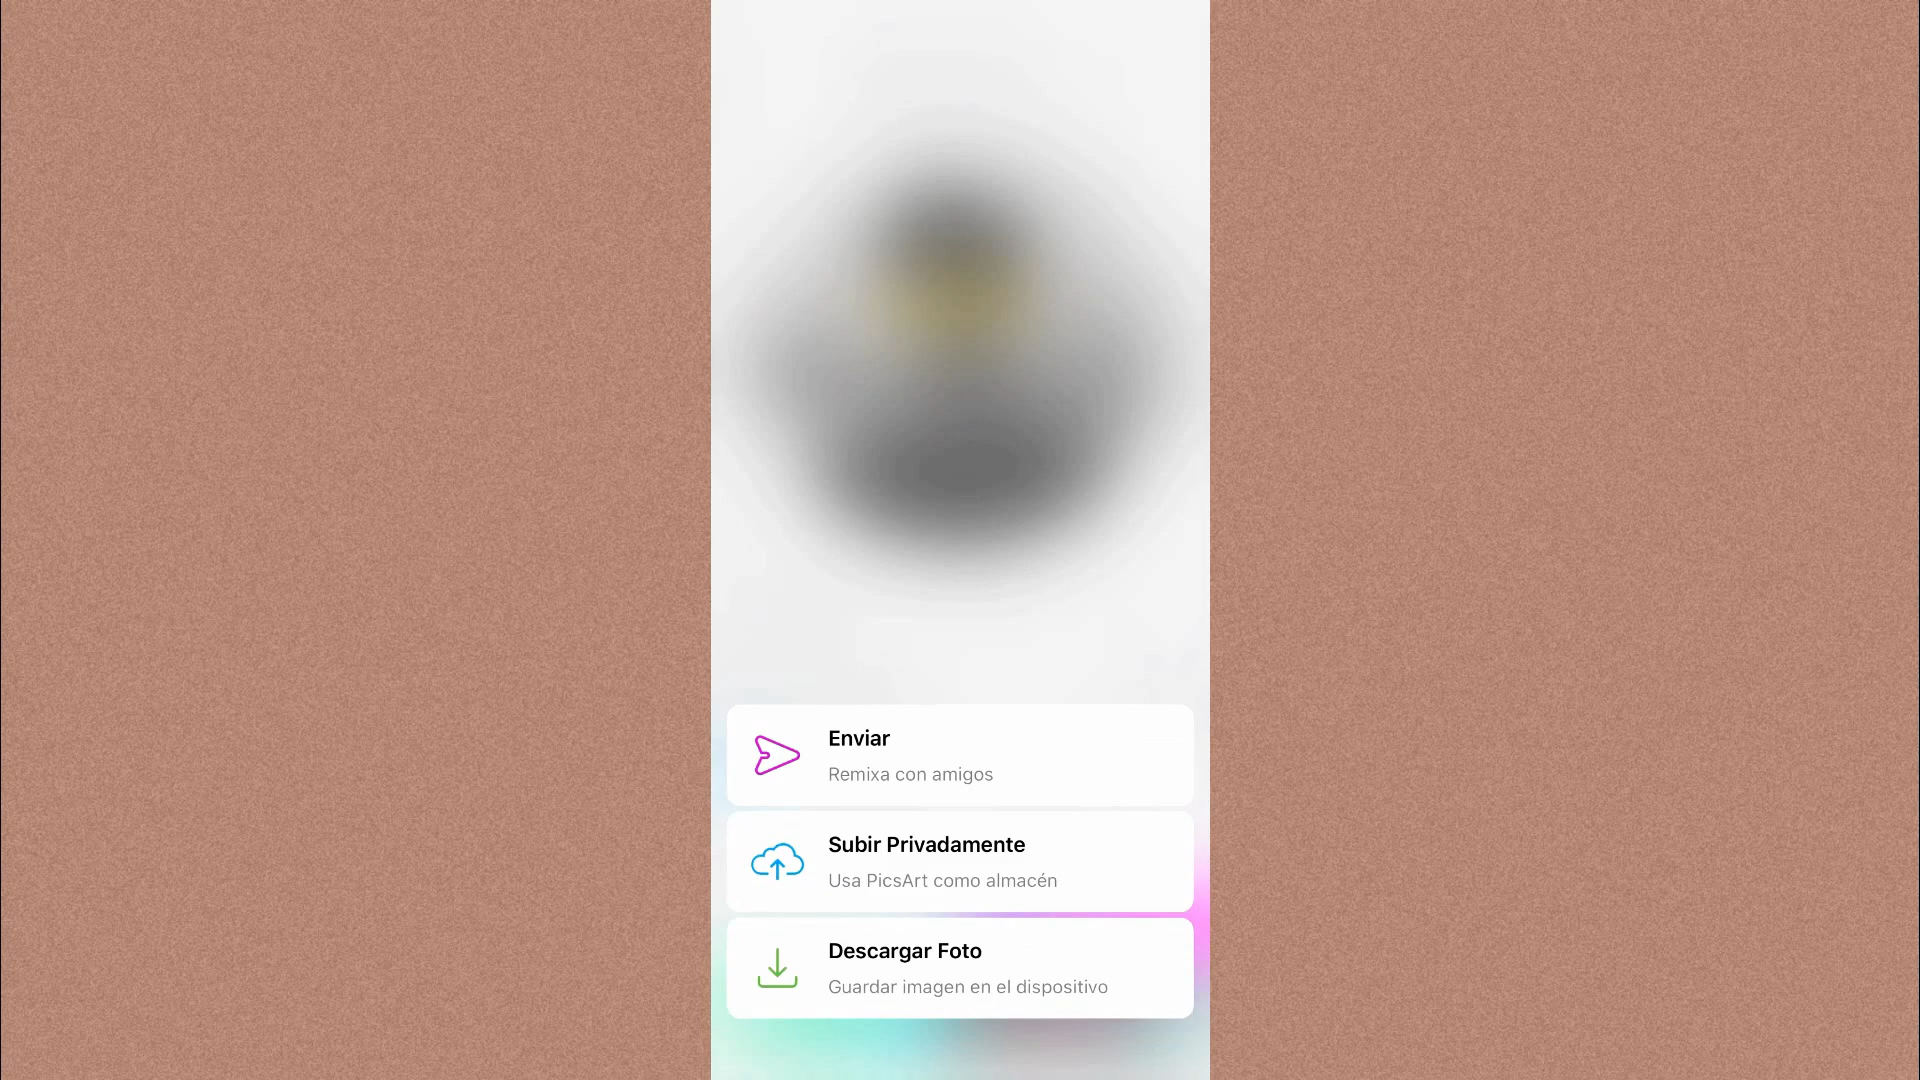 Enviar
Remixa con amigos
Subir Privadamente
Usa PicsArt como almacén
Descargar Foto
Guardar imagen en el dispositivo